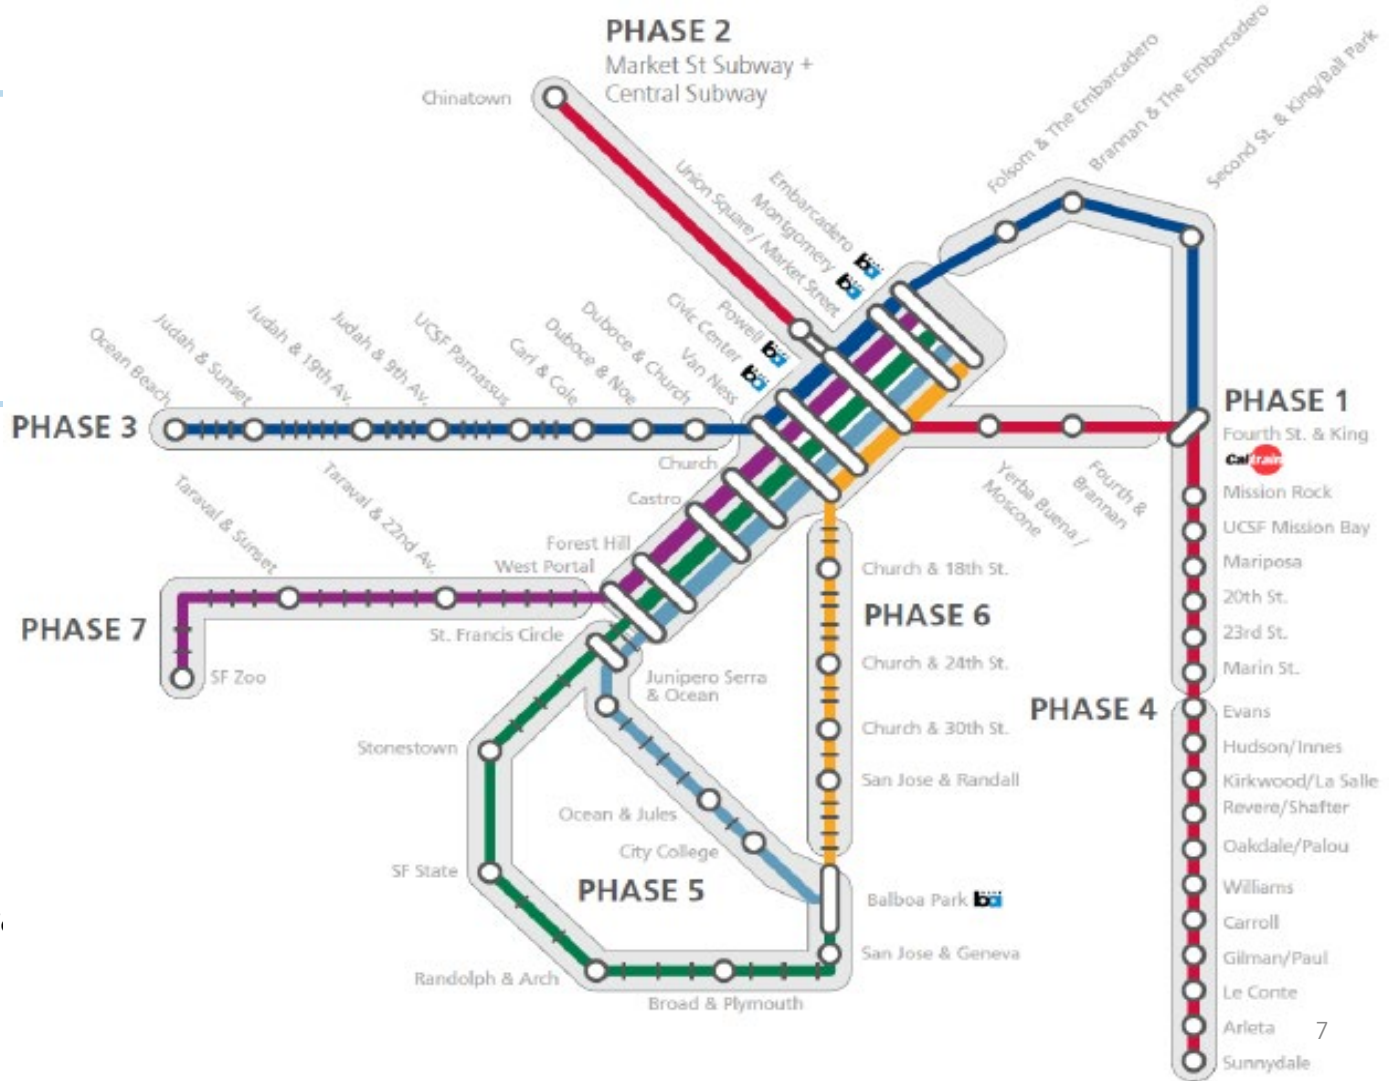 PHASE 2
Market St Subway +
Central Subway
Chinatown
Union Square / Market Street
Montgomery
Embarcadero
Folsom & The Embarcadero
Brannan & The Embarcadero
Second St. & King/Ball Park
Powell
Civic Center
Van Ness
Duboce & Church
Duboce & Noe
Carl & Cole
UCSF Parnassus
Judah & 9th Av.
Judah & 19th Av.
Judah & Sunset
Ocean Beach
PHASE 3
PHASE 1
Fourth St. & King
Caltrain
Church
Castro
Forest Hill
West Portal
Yerba Buena /
Moscone
Fourth &
Brannan
Mission Rock
UCSF Mission Bay
Mariposa
20th St.
23rd St.
Marin St.
Taraval & Sunset
Taraval & 22nd Av.
PHASE 7
SF Zoo
St. Francis Circle
Junipero Serra
& Ocean
Church & 18th St.
PHASE 6
Church & 24th St.
Church & 30th St.
San Jose & Randall
PHASE 4
Evans
Hudson/Innes
Kirkwood/La Salle
Revere/Shafter
Oakdale/Palou
Williams
Carroll
Gilman/Paul
Le Conte
Arleta
Sunnydale
Stonestown
Ocean & Jules
City College
SF State
PHASE 5
Balboa Park
ba
San Jose & Geneva
Randolph & Arch
Broad & Plymouth
7